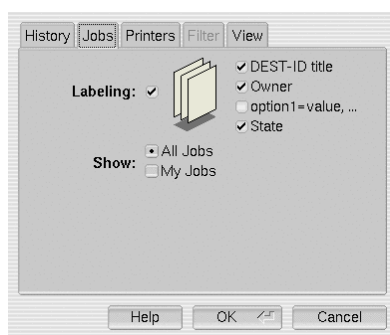 History Jobs Printers Filter View
Labeling:
DEST-ID title
Owner
option1=value, ...
State
Show:
All Jobs
My Jobs
Help OK Cancel